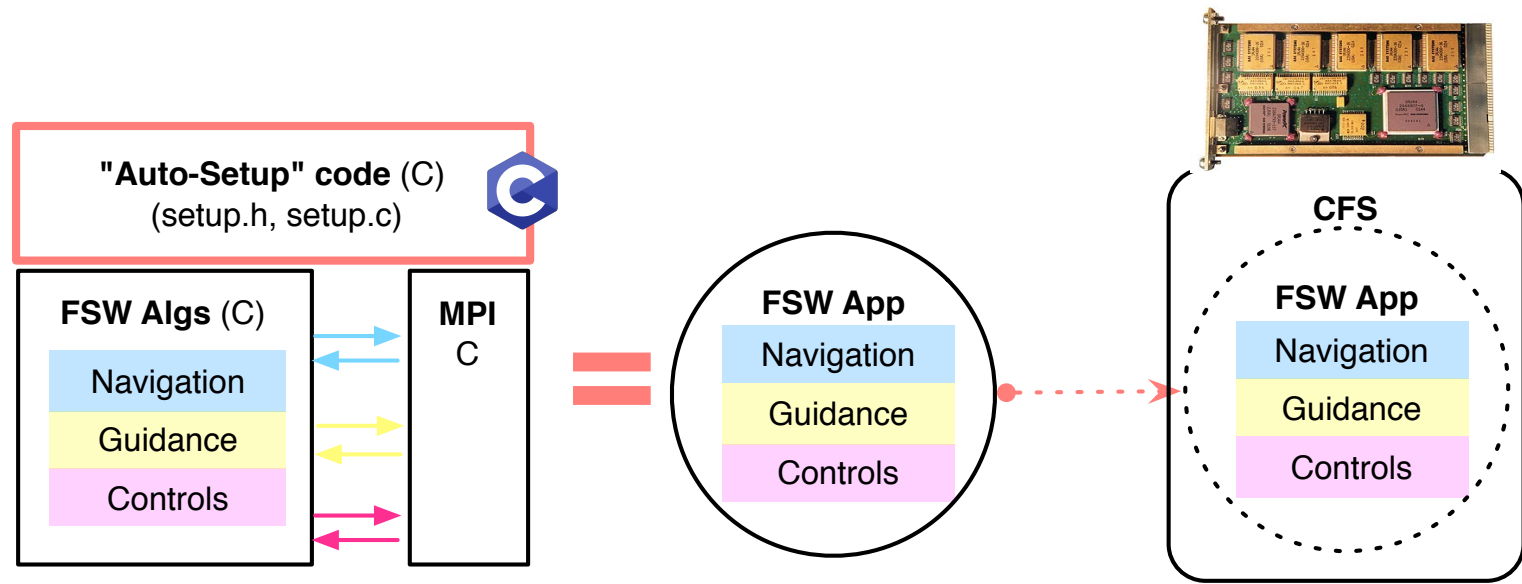 "Auto-Setup" code (C)
(setup.h, setup.c)
C
FSW Algs (C)
Navigation
Guidance
Controls
MPI
C
FSW App
Navigation
Guidance
Controls
CFS
FSW App
Navigation
Guidance
Controls